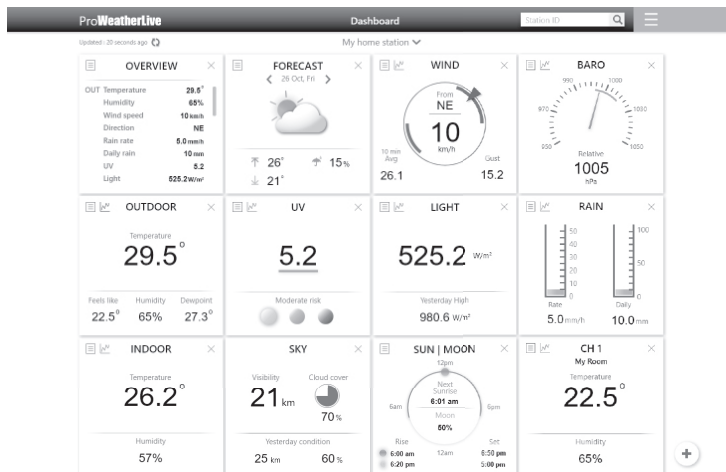 ProWeatherLive
Dashboard
Station ID
Updated : 20 seconds ago
My home station
OVERVIEW
OUT Temperature 29.5°
Humidity 65%
Wind speed 10 km/h
Direction NE
Rain rate 5.0 mm/h
Daily rain 10 mm
UV 5.2
Light 525.2 W/m²
FORECAST
26 Oct, Fri
26° 15%
21°
WIND
From
NE
10
km/h
10 min
Avg
26.1
Gust
15.2
BARO
990 1000
970 1030
950 1050
Relative
1005
hPa
OUTDOOR
Temperature
29.5°
Feels like Humidity Dewpoint
22.5° 65% 27.3°
UV
5.2
Moderate risk
LIGHT
525.2 W/m²
Yesterday High
980.6 W/m²
RAIN
50 100
40
30 50
20
10
0 0
Rate Daily
5.0 mm/h 10.0 mm
INDOOR
Temperature
26.2°
Humidity
57%
SKY
Visibility Cloud cover
21 km
70%
Yesterday condition
25 km 60%
SUN | MOON
12pm
Next
Sunrise
6:01 am
6am 6pm
Moon
50%
Rise 12am Set
6:00 am 6:50 pm
6:20 pm 5:00 pm
CH 1
My Room
Temperature
22.5°
Humidity
65%